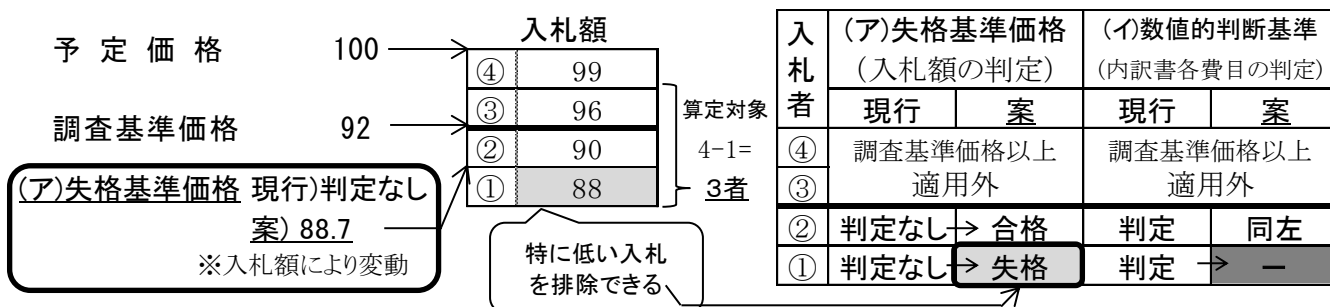 予定価格 100
調査基準価格 92
(ア)失格基準価格 現行)判定なし
案) 88.7
※入札額により変動
入札額
④ 99
③ 96
② 90
① 88
算定対象
4-1=
3者
特に低い入札
を排除できる
入札者 (ア)失格基準価格 (イ)数値的判断基準
(入札額の判定) (内訳書各費目の判定)
現行 案 現行 案
④ 調査基準価格以上 調査基準価格以上
③ 適用外 適用外
② 判定なし→合格 判定 同左
① 判定なし→失格 判定→ ー